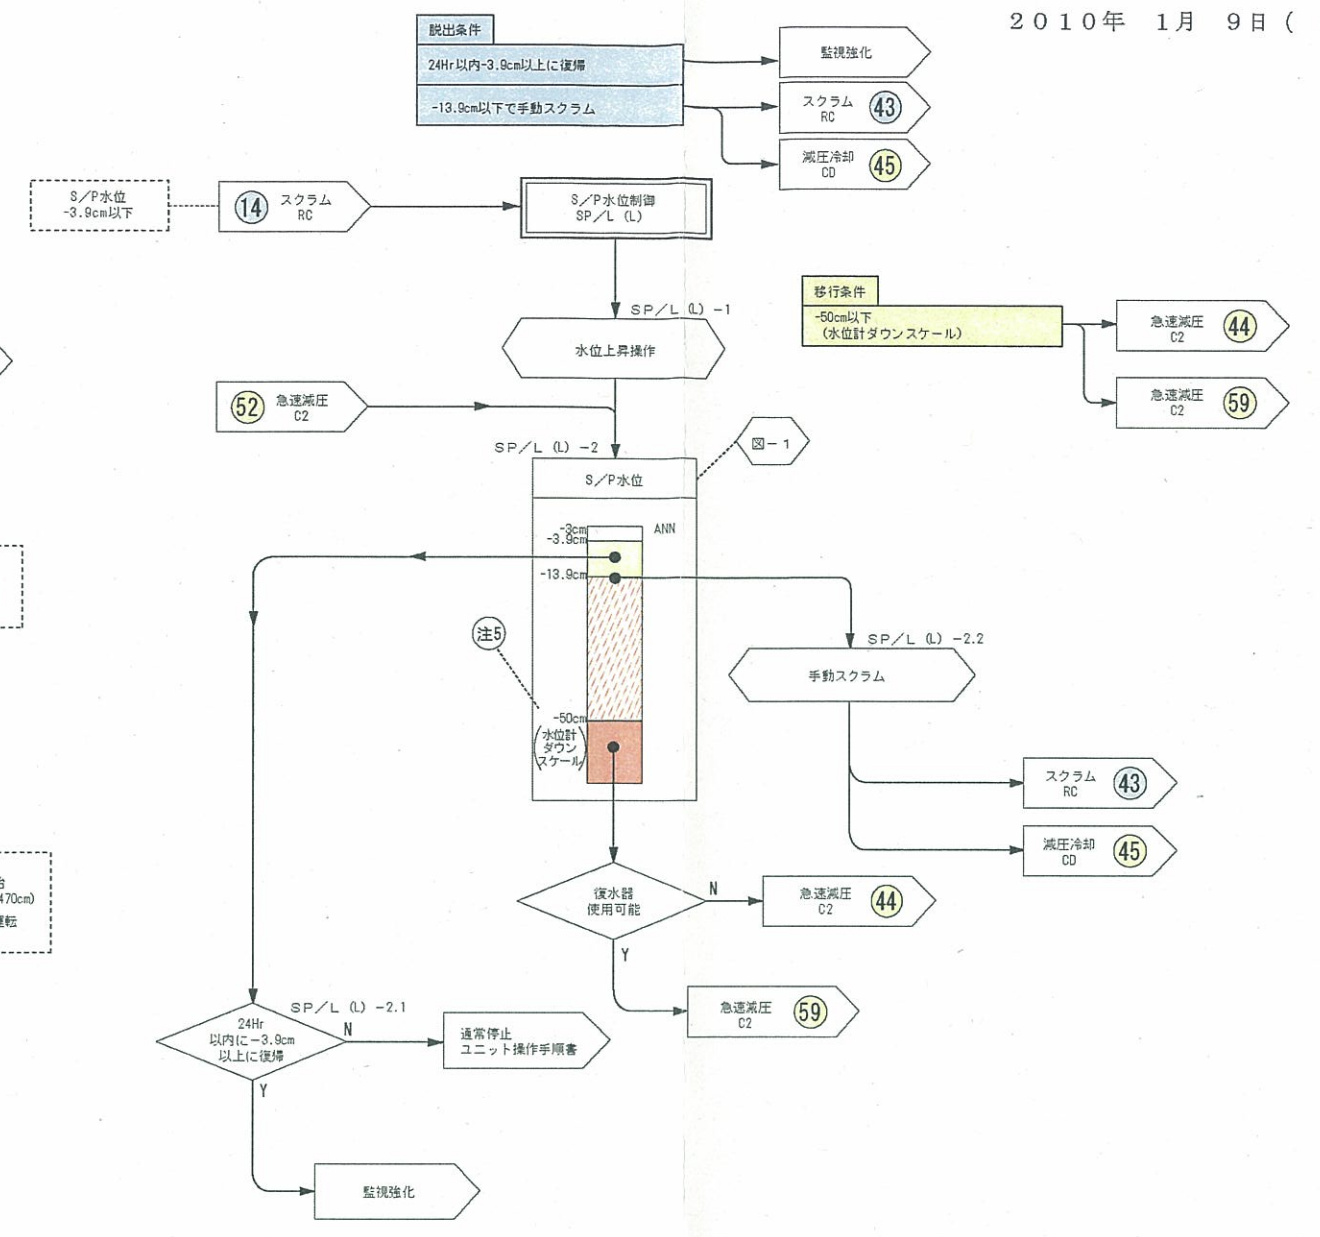 2010年 1月 9日(
脱出条件
24Hr以内-3.9cm以上に復帰
-13.9cm以下で手動スクラム
監視強化
スクラム
RC
43
減圧冷却
CD
45
S/P水位
-3.9cm以下
14
スクラム
RC
S/P水位制御
SP/L (L)
SP/L (L) -1
水位上昇操作
移行条件
-50cm以下
(水位計ダウンスケール)
急速減圧
C2
44
急速減圧
C2
59
52
急速減圧
C2
SP/L (L) -2
図-1
S/P水位
-3cm
ANN
-3.9cm
-13.9cm
注5
-50cm
(水位計
ダウン
スケール)
SP/L (L) -2.2
手動スクラム
スクラム
RC
43
減圧冷却
CD
45
470cm)
運転
復水器
使用可能
N
急速減圧
C2
44
Y
急速減圧
C2
59
SP/L (L) -2.1
24Hr
以内に-3.9cm
以上に復帰
N
通常停止
ユニット操作手順書
Y
監視強化